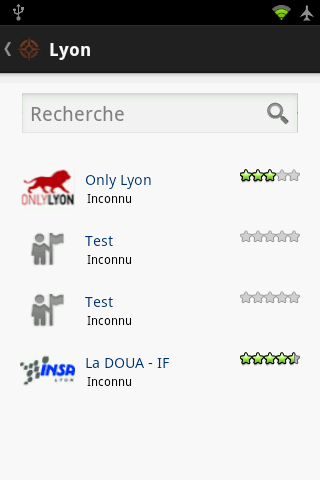 Lyon
Recherche
ONLYLYON
Only Lyon
Inconnu
Test
Inconnu
Test
Inconnu
INSA
LYON
La DOUA - IF
Inconnu